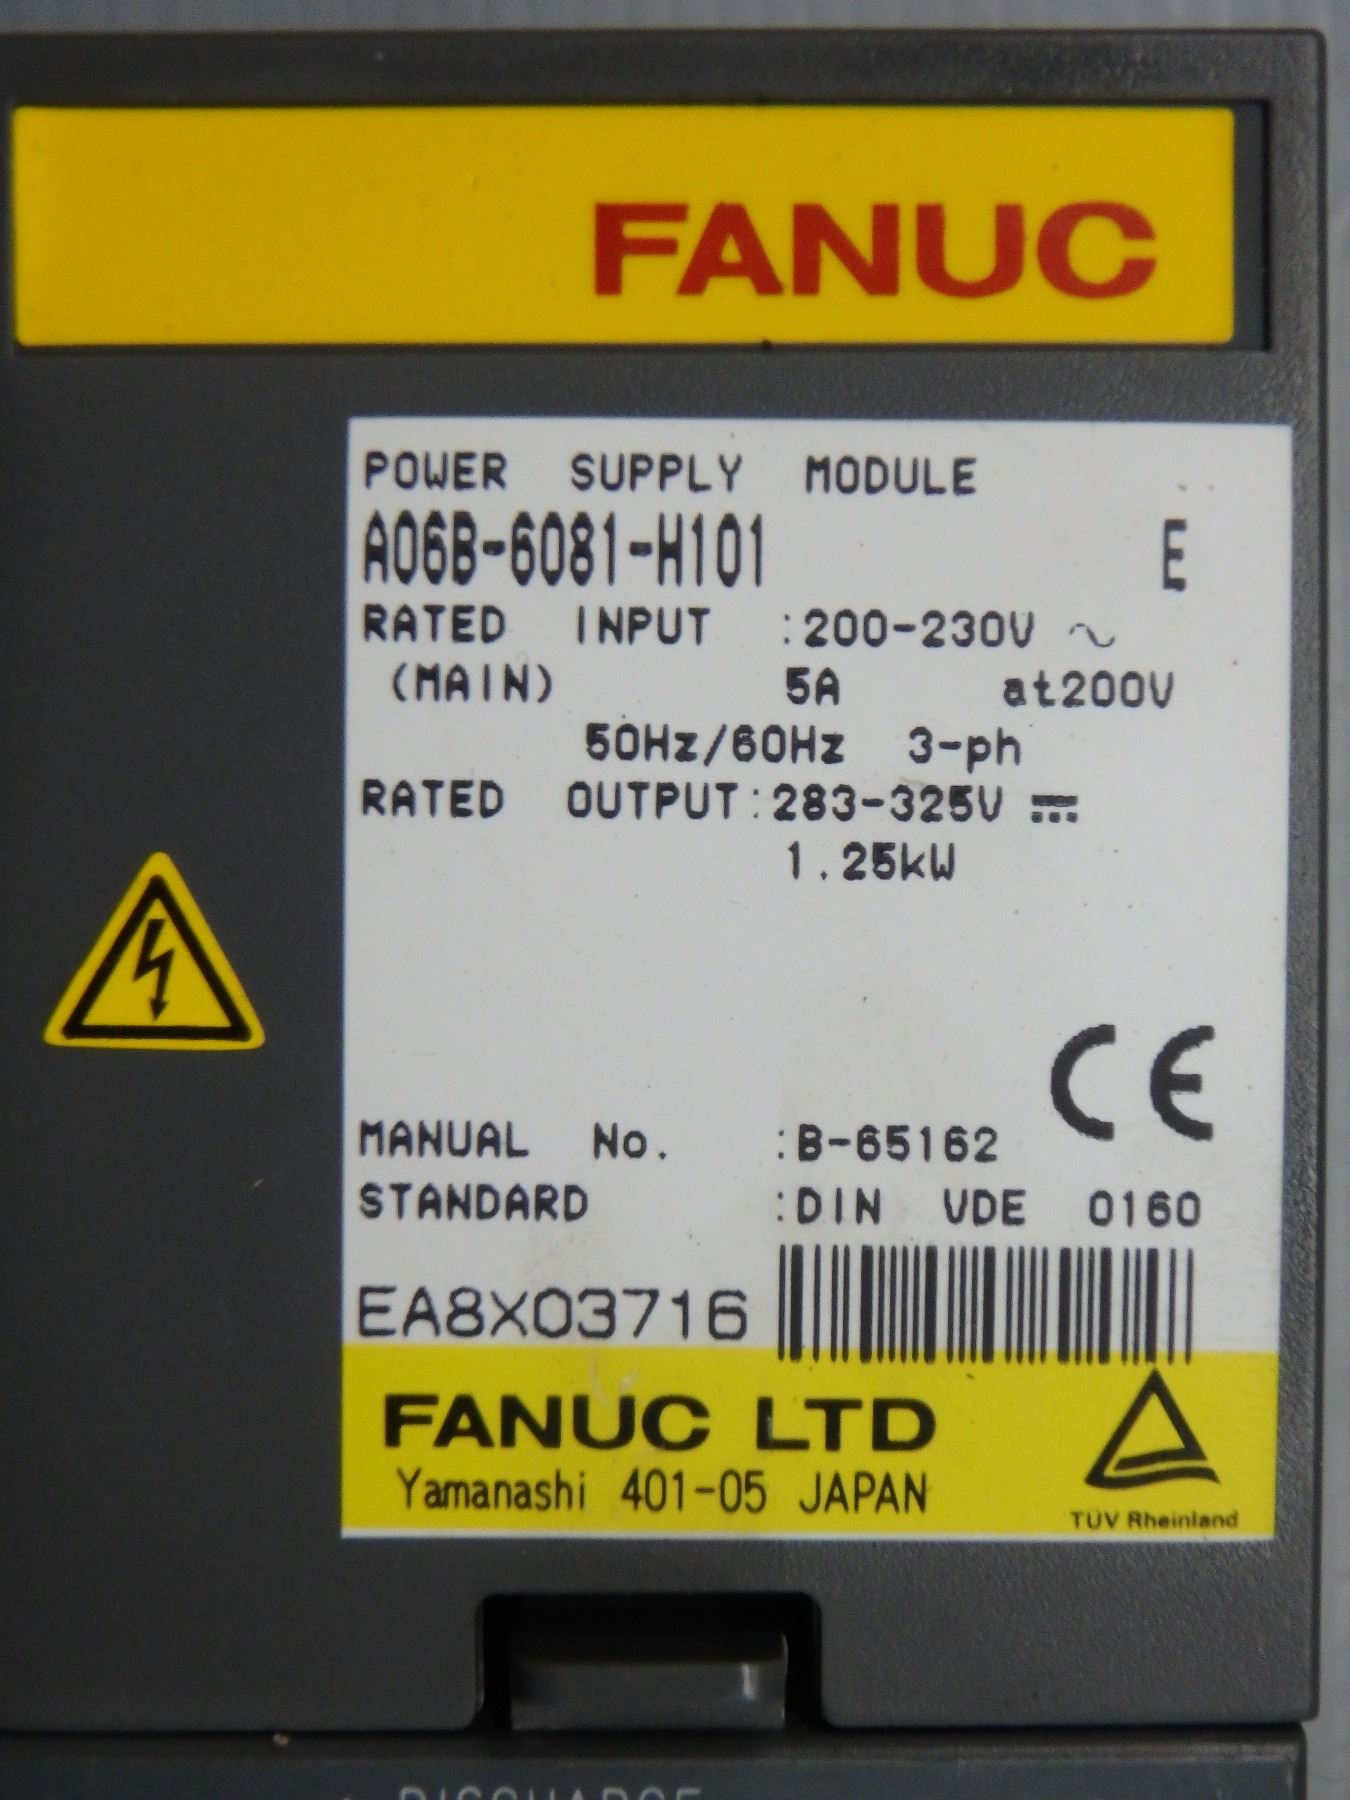 FANUC
POWER SUPPLY MODULE
A06B-6081-H101 E
RATED INPUT :200-230V ~
(MAIN) 5A at200V
50Hz/60Hz 3-ph
RATED OUTPUT:283-325V ⎓
1.25kW
CE
MANUAL No. :B-65162
STANDARD :DIN VDE 0160
EA8X03716
FANUC LTD
Yamanashi 401-05 JAPAN
TÜV Rheinland
DISCHARGE